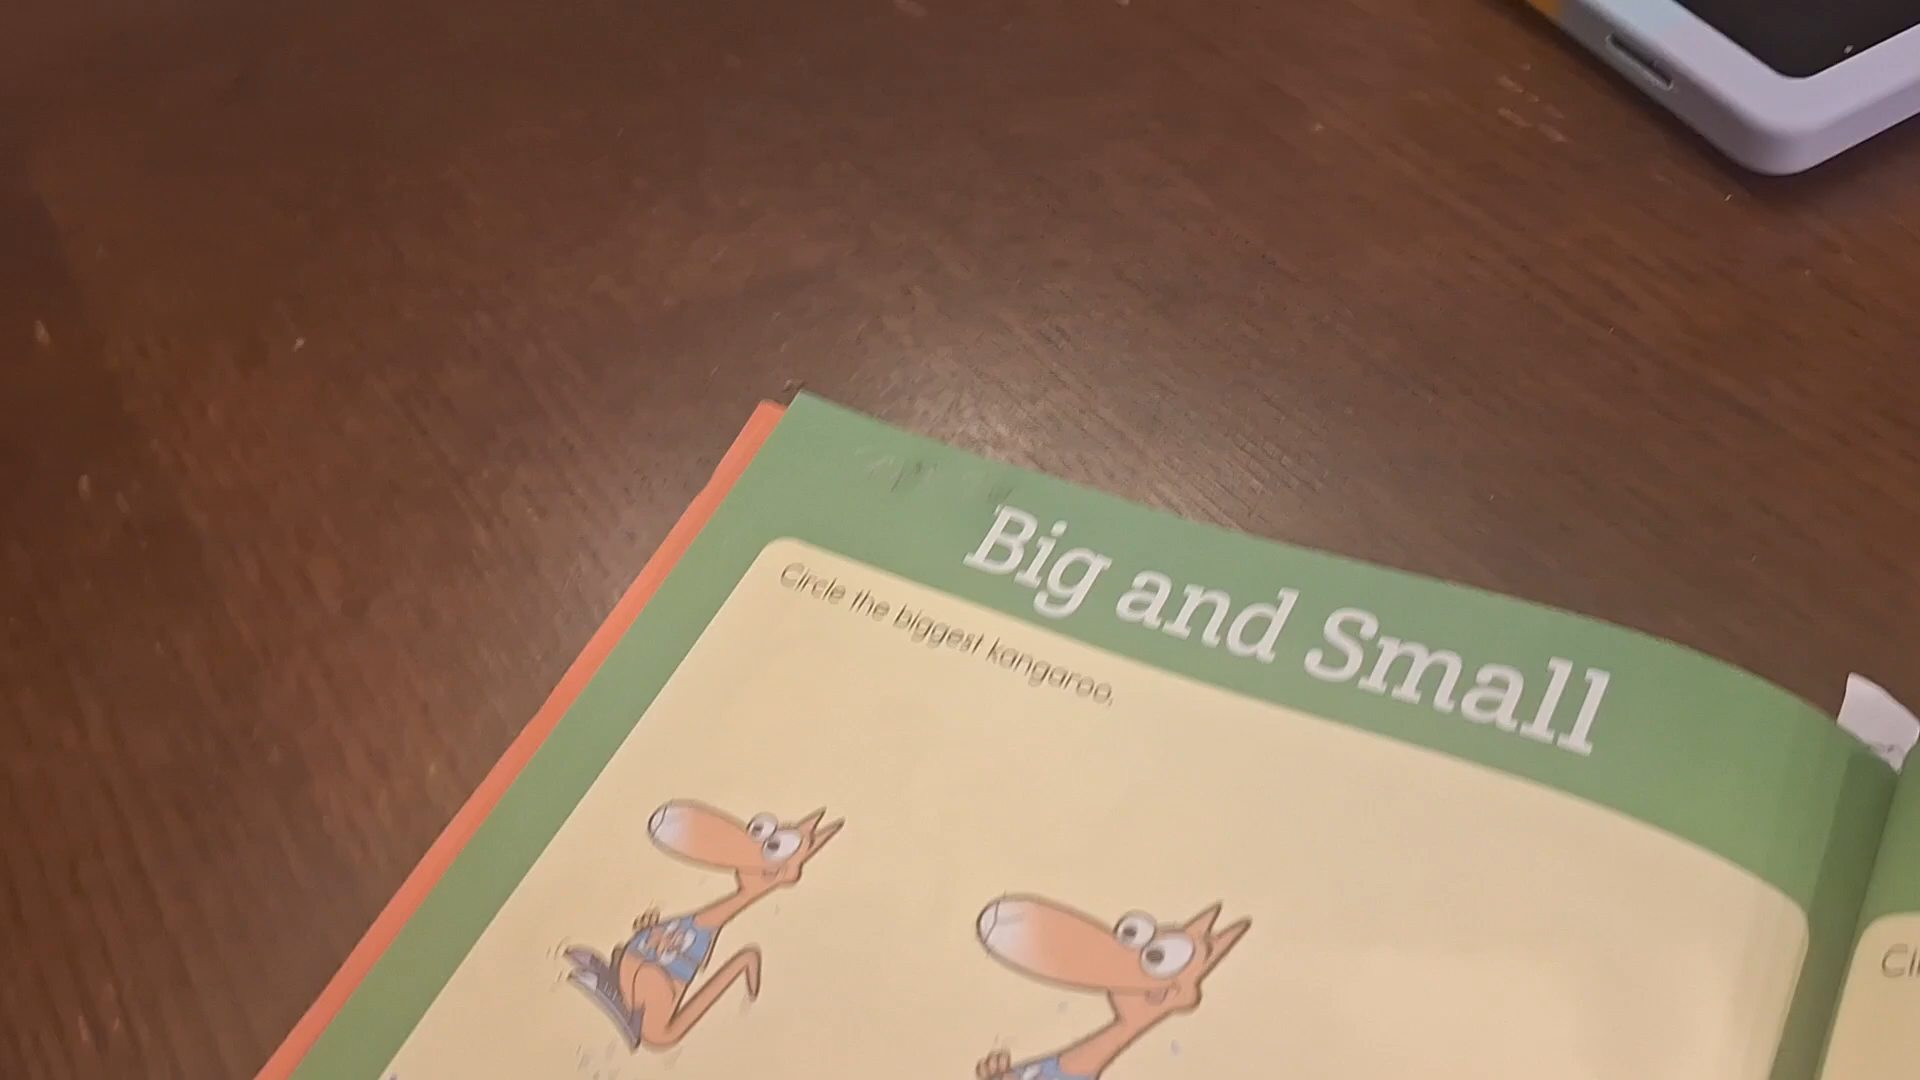 Big and Small
Circle the biggest kangaroo.